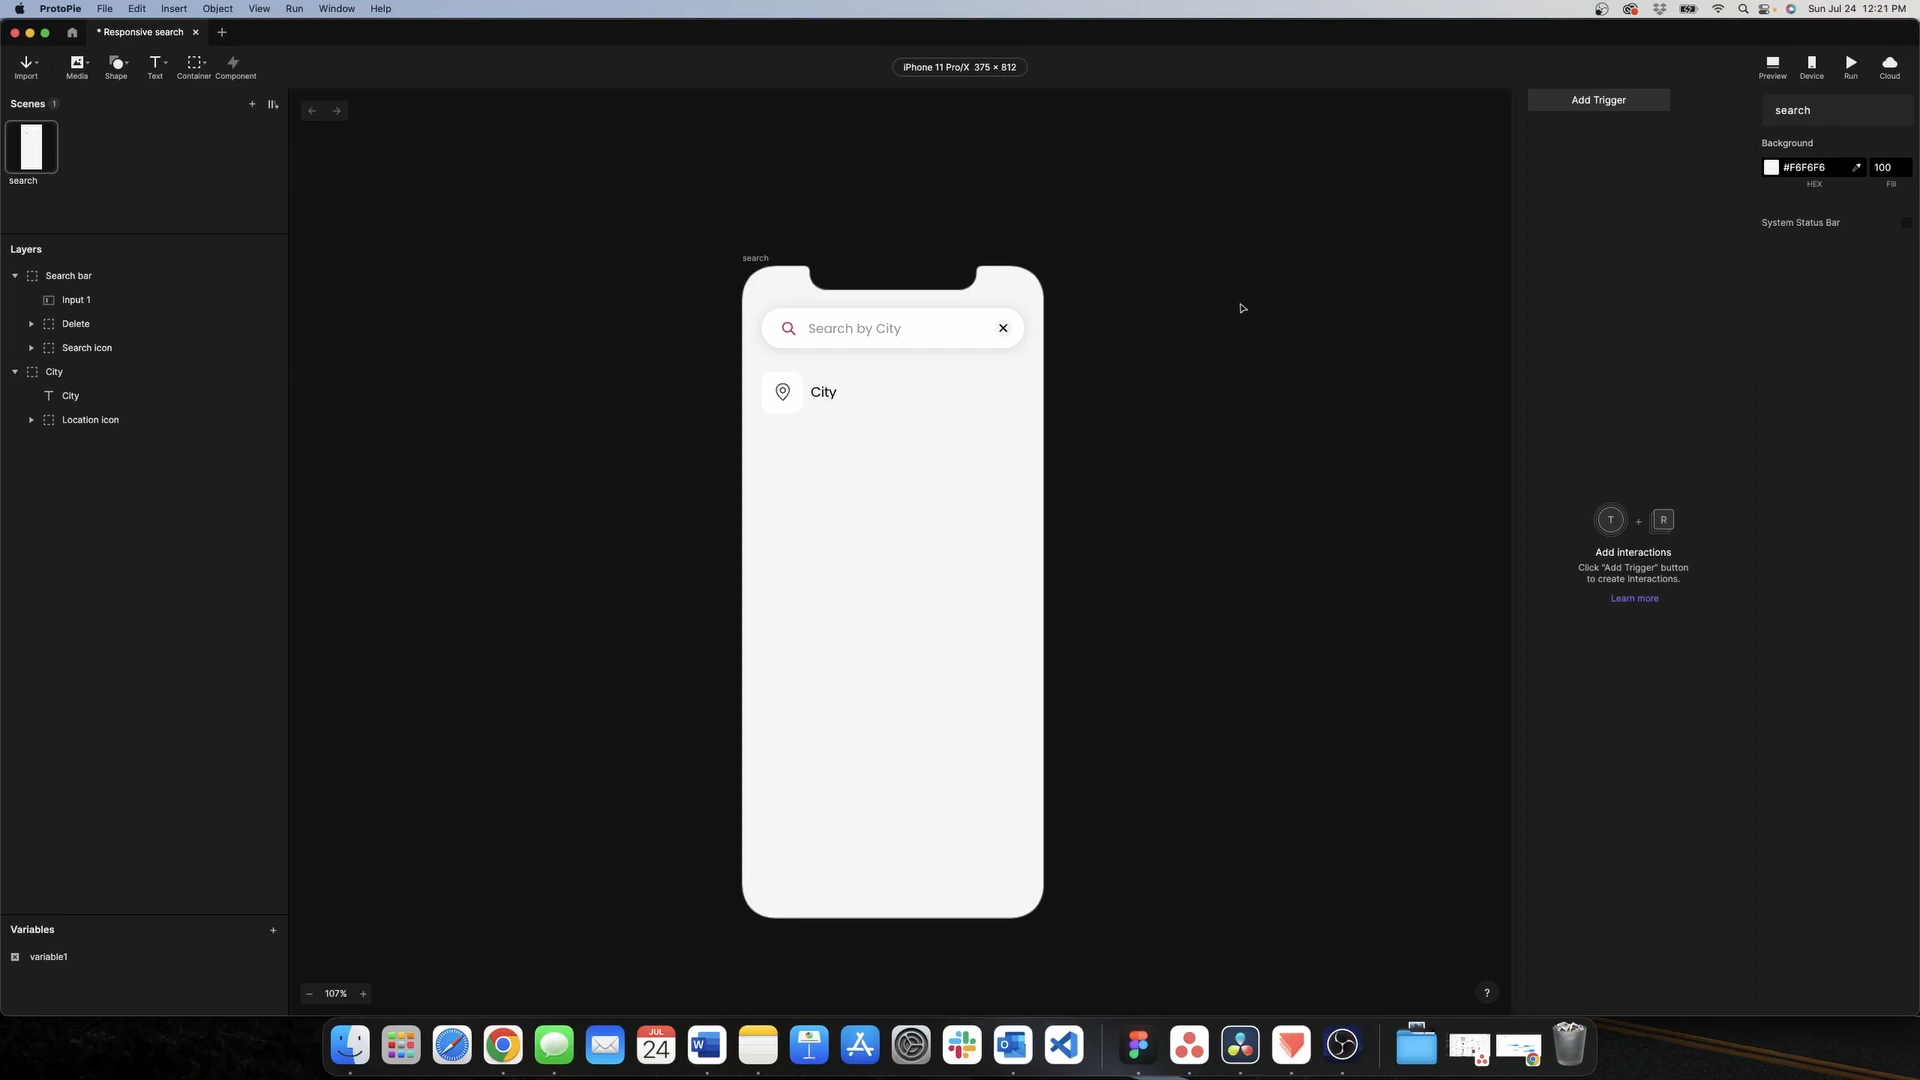 ProtoPie File Edit Insert Object View Run Window Help
Sun Jul 24 12:21 PM
* Responsive search
Import Media Shape Text Container Component
iPhone 11 Pro/X 375 × 812
Preview Device Run Cloud
Scenes 1
search
Layers
Search bar
Input 1
Delete
Search icon
City
City
Location icon
Variables
variable1
search
Search by City
City
107%
?
Add Trigger
T + R
Add interactions
Click "Add Trigger" button
to create Interactions.
Learn more
search
Background
#F6F6F6 100
HEX Fill
System Status Bar
JUL
24